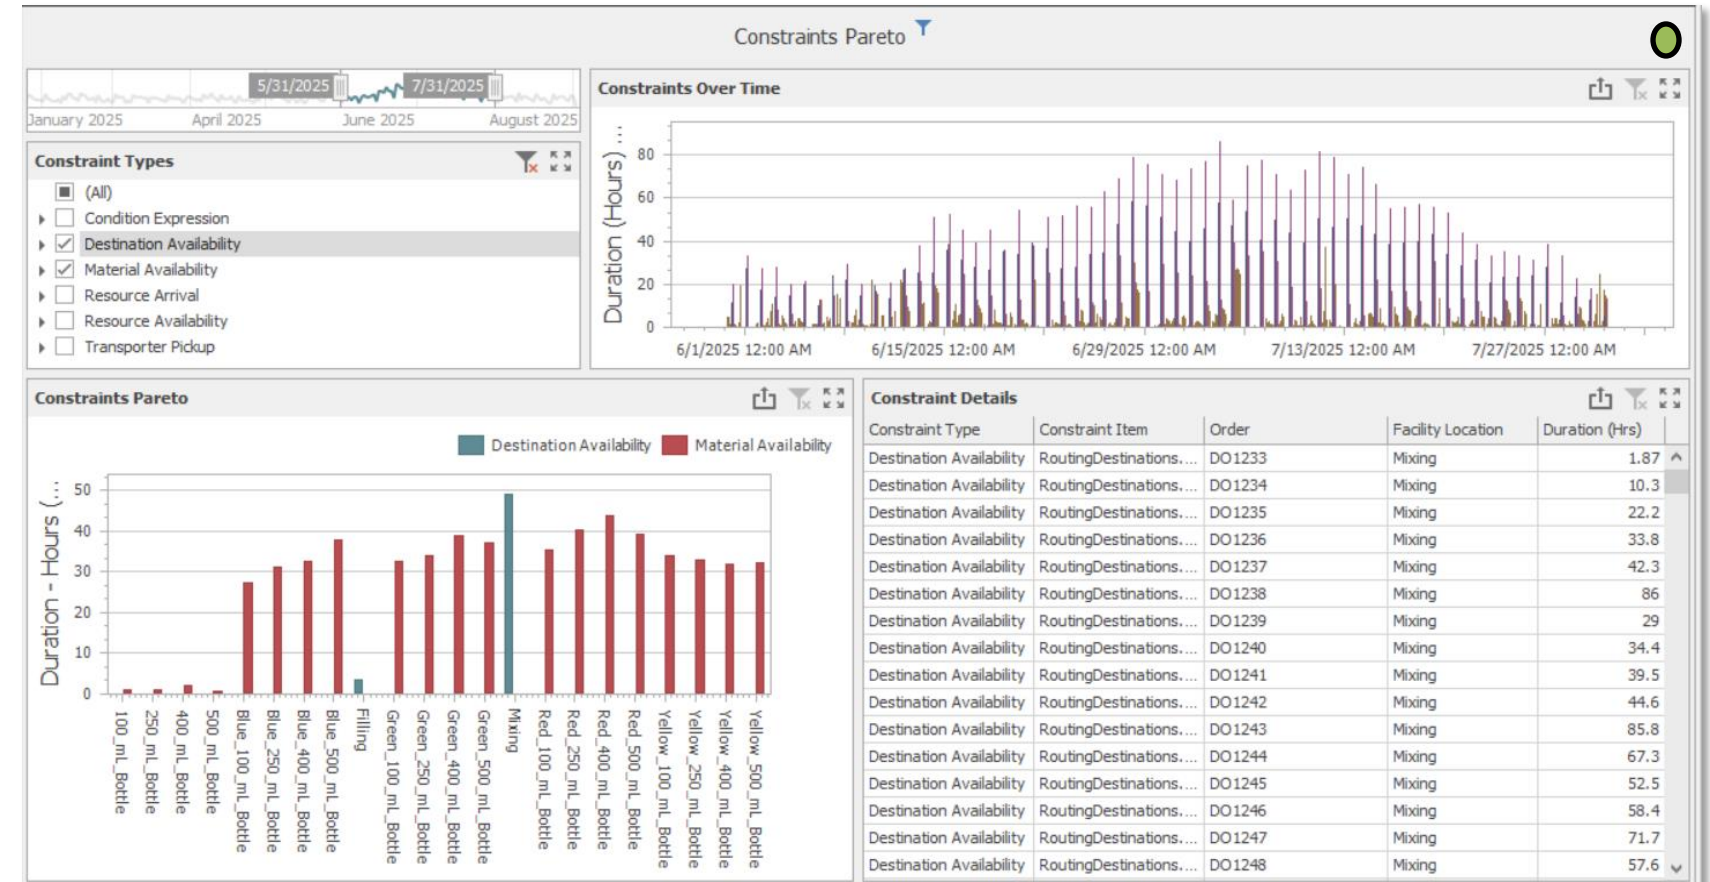 Constraints Pareto
5/31/2025
7/31/2025
January 2025
April 2025
June 2025
August 2025
Constraint Types
(All)
Condition Expression
Destination Availability
Material Availability
Resource Arrival
Resource Availability
Transporter Pickup
Constraints Over Time
Duration (Hours) ...
80
60
40
20
0
6/1/2025 12:00 AM
6/15/2025 12:00 AM
6/29/2025 12:00 AM
7/13/2025 12:00 AM
7/27/2025 12:00 AM
Constraints Pareto
Destination Availability
Material Availability
Duration - Hours (...
50
40
30
20
10
0
100_mL_Bottle
250_mL_Bottle
400_mL_Bottle
500_mL_Bottle
Blue_100_mL_Bottle
Blue_250_mL_Bottle
Blue_400_mL_Bottle
Blue_500_mL_Bottle
Filling
Green_100_mL_Bottle
Green_250_mL_Bottle
Green_400_mL_Bottle
Green_500_mL_Bottle
Mixing
Red_100_mL_Bottle
Red_250_mL_Bottle
Red_400_mL_Bottle
Red_500_mL_Bottle
Yellow_100_mL_Bottle
Yellow_250_mL_Bottle
Yellow_400_mL_Bottle
Yellow_500_mL_Bottle
Constraint Details
Constraint Type Constraint Item Order Facility Location Duration (Hrs)
Destination Availability RoutingDestinations.... DO1233 Mixing 1.87
Destination Availability RoutingDestinations.... DO1234 Mixing 10.3
Destination Availability RoutingDestinations.... DO1235 Mixing 22.2
Destination Availability RoutingDestinations.... DO1236 Mixing 33.8
Destination Availability RoutingDestinations.... DO1237 Mixing 42.3
Destination Availability RoutingDestinations.... DO1238 Mixing 86
Destination Availability RoutingDestinations.... DO1239 Mixing 29
Destination Availability RoutingDestinations.... DO1240 Mixing 34.4
Destination Availability RoutingDestinations.... DO1241 Mixing 39.5
Destination Availability RoutingDestinations.... DO1242 Mixing 44.6
Destination Availability RoutingDestinations.... DO1243 Mixing 85.8
Destination Availability RoutingDestinations.... DO1244 Mixing 67.3
Destination Availability RoutingDestinations.... DO1245 Mixing 52.5
Destination Availability RoutingDestinations.... DO1246 Mixing 58.4
Destination Availability RoutingDestinations.... DO1247 Mixing 71.7
Destination Availability RoutingDestinations.... DO1248 Mixing 57.6